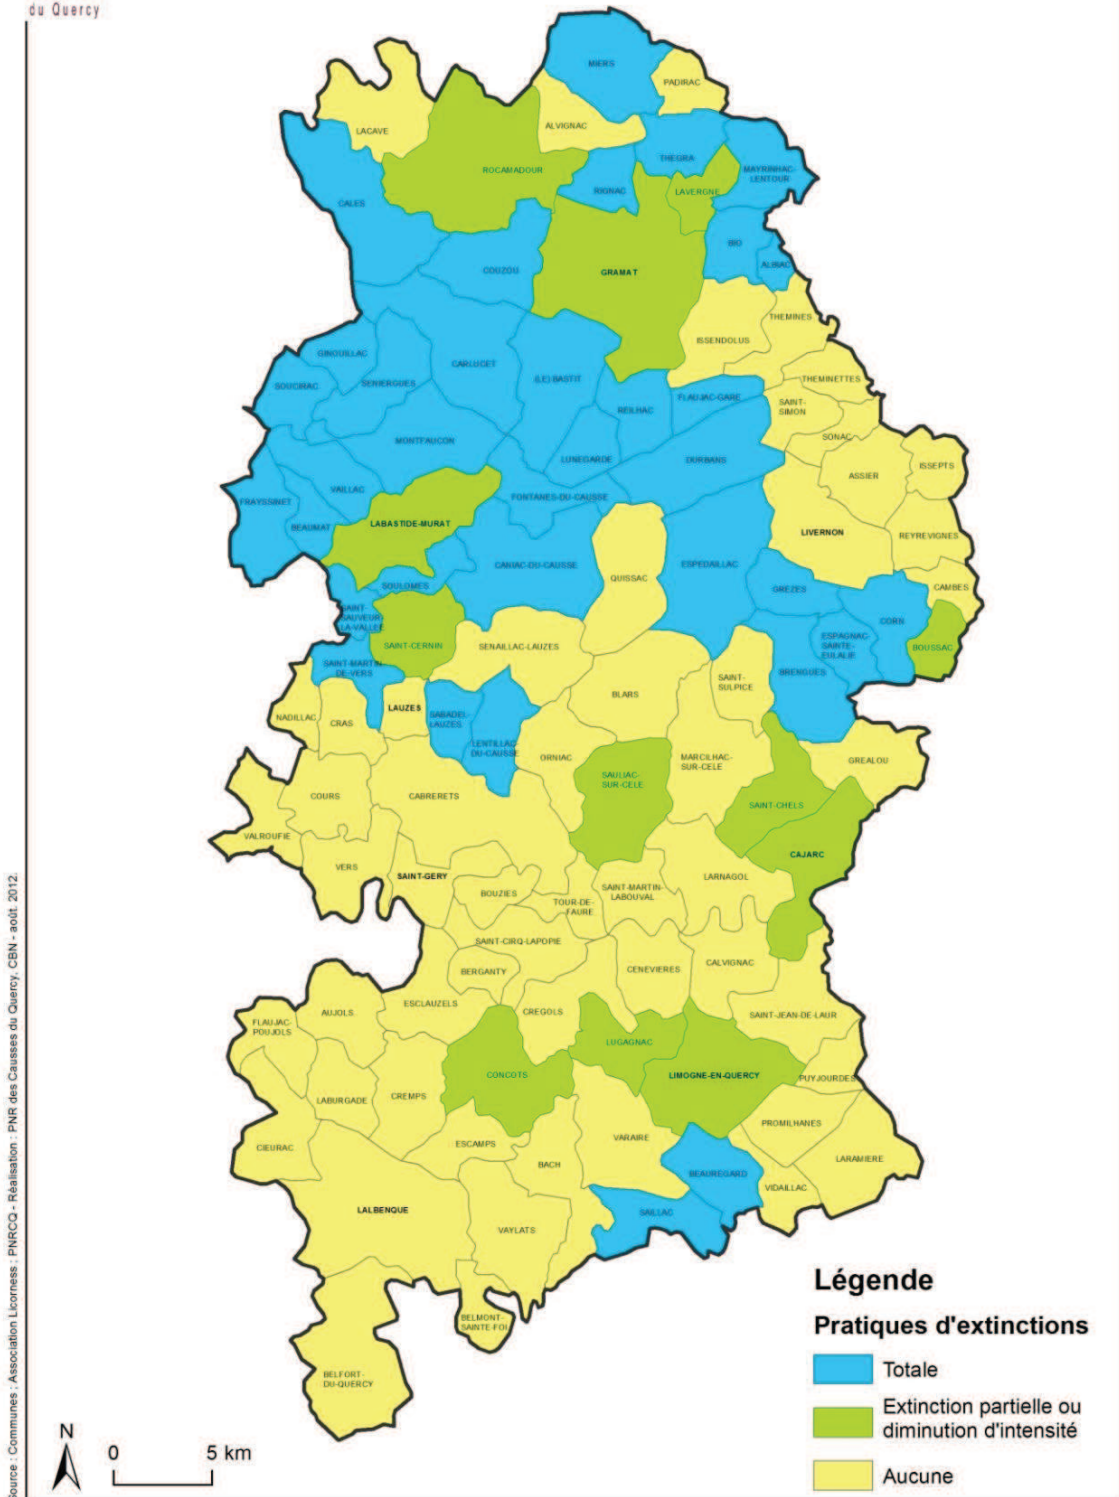 du Quercy
MIERS
PADIRAC
LACAVE
ALVIGNAC
THEGRA
ROCAMADOUR
MAYRINHAC-
LENTOUR
RIGNAC
LAVERGNE
CALES
BIO
ALBIAC
COUZOU
GRAMAT
THEMINES
ISSENDOLUS
GINOUILLAC
CARLUCET
SOUCIRAC
SENIERGUES
(LE) BASTIT
THEMINETTES
FLAUJAC-GARE
SAINT-
SIMON
REILHAC
MONTFAUCON
SONAC
LUNEGARDE
DURBANS
ISSEPTS
ASSIER
VAILLAC
FONTANES-DU-CAUSSE
FRAYSSINET
BEAUMAT
LABASTIDE-MURAT
LIVERNON
REYREVIGNES
CANIAC-DU-CAUSSE
ESPEDAILLAC
QUISSAC
SOULOMES
GREZES
CAMBES
SAINT-
SAUVEUR-
LA-VALLEE
CORN
ESPAGNAC-
SAINTE-
EULALIE
SAINT-CERNIN
SENAILLAC-LAUZES
BOUSSAC
SAINT-MARTIN-
DE-VERS
BRENGUES
SAINT-
SULPICE
BLARS
LAUZES
SABADEL-
LAUZES
NADILLAC
CRAS
LENTILLAC-
DU-CAUSSE
ORNIAC
MARCILHAC-
SUR-CELE
GREALOU
SAULIAC-
SUR-CELE
COURS
CABRERETS
SAINT-CHELS
VALROUFIE
CAJARC
VERS
SAINT-GERY
LARNAGOL
BOUZIES
SAINT-MARTIN-
LABOUVAL
TOUR-DE-
FAURE
SAINT-CIRQ-LAPOPIE
CALVIGNAC
BERGANTY
CENEVIERES
ESCLAUZELS
AUJOLS
CREGOLS
SAINT-JEAN-DE-LAUR
FLAUJAC-
POUJOLS
LUGAGNAC
CONCOTS
LIMOGNE-EN-QUERCY
PUYJOURDES
CREMPS
LABURGADE
PROMILHANES
VARAIRE
CIEURAC
ESCAMPS
LARAMIERE
BACH
BEAUREGARD
VIDAILLAC
LALBENQUE
SAILLAC
VAYLATS
BELMONT-
SAINTE-FOI
BELFORT-
DU-QUERCY
Légende
Pratiques d'extinctions
Totale
Extinction partielle ou
diminution d'intensité
Aucune
N
0 5 km
Source : Communes ; Association Licorness ; PNRCQ - Réalisation : PNR des Causses du Quercy, CBN - août. 2012.